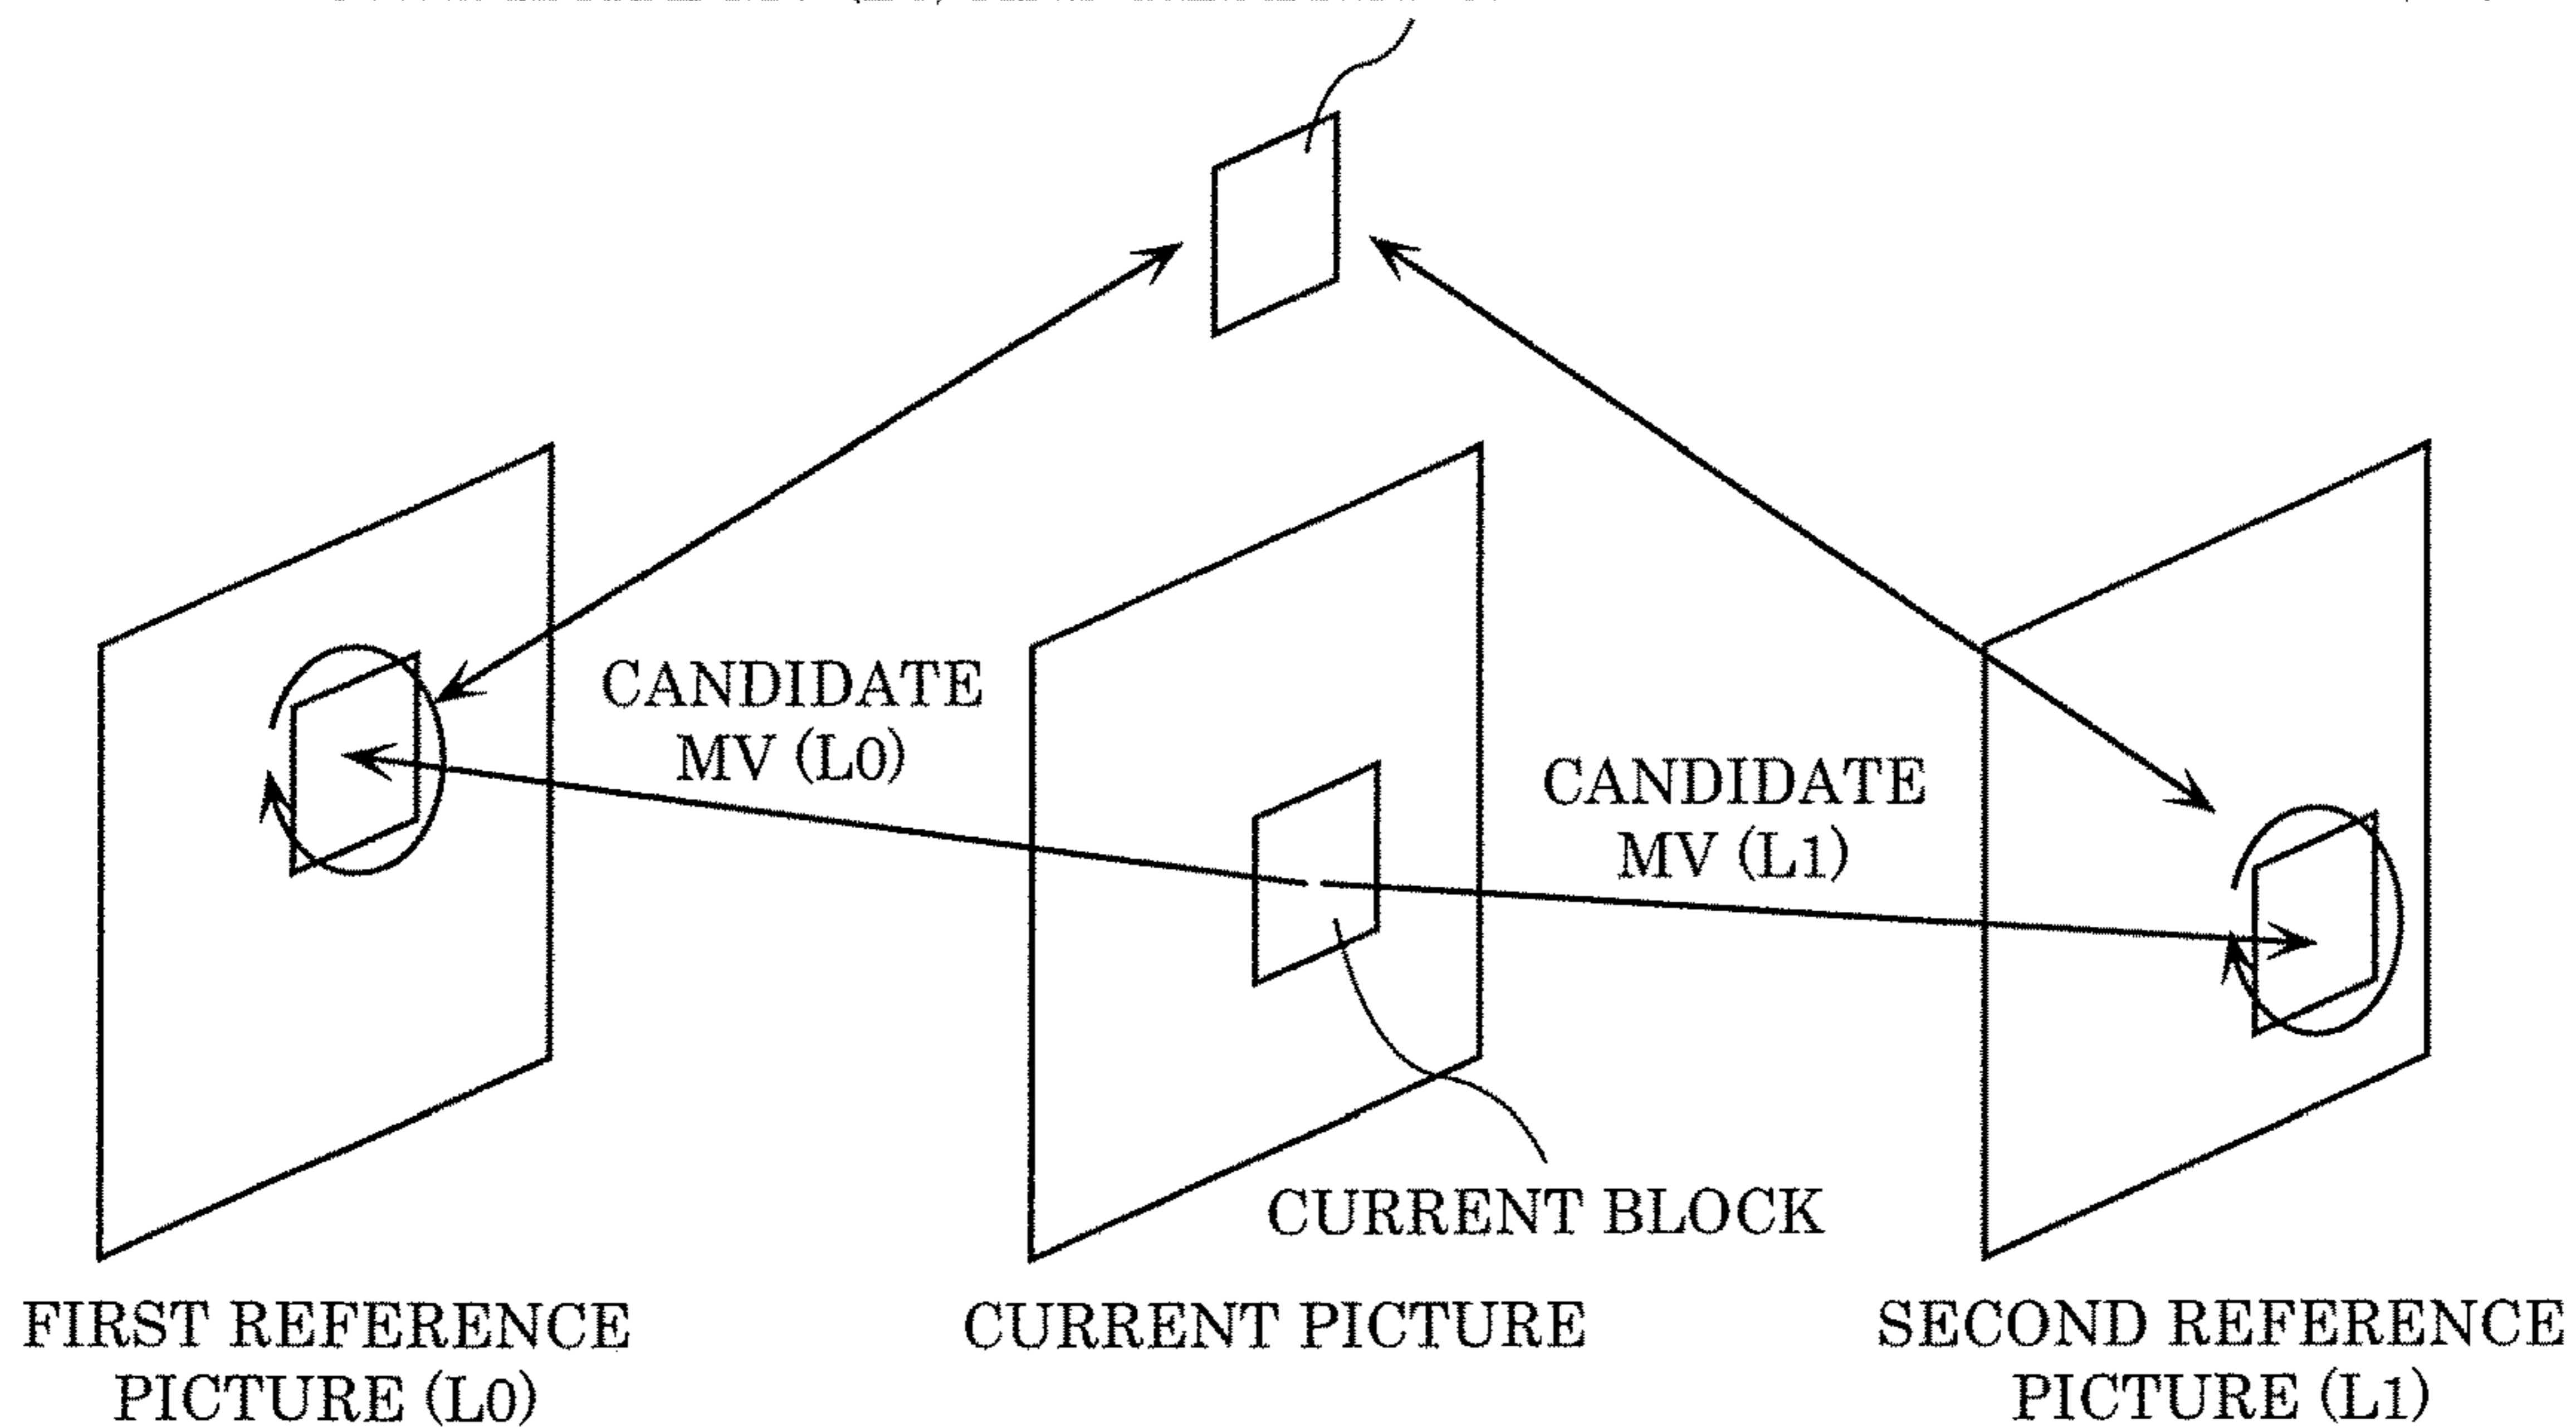 CANDIDATE
MV (L0)
CANDIDATE
MV (L1)
CURRENT BLOCK
FIRST REFERENCE
PICTURE (L0)
CURRENT PICTURE
SECOND REFERENCE
PICTURE (L1)